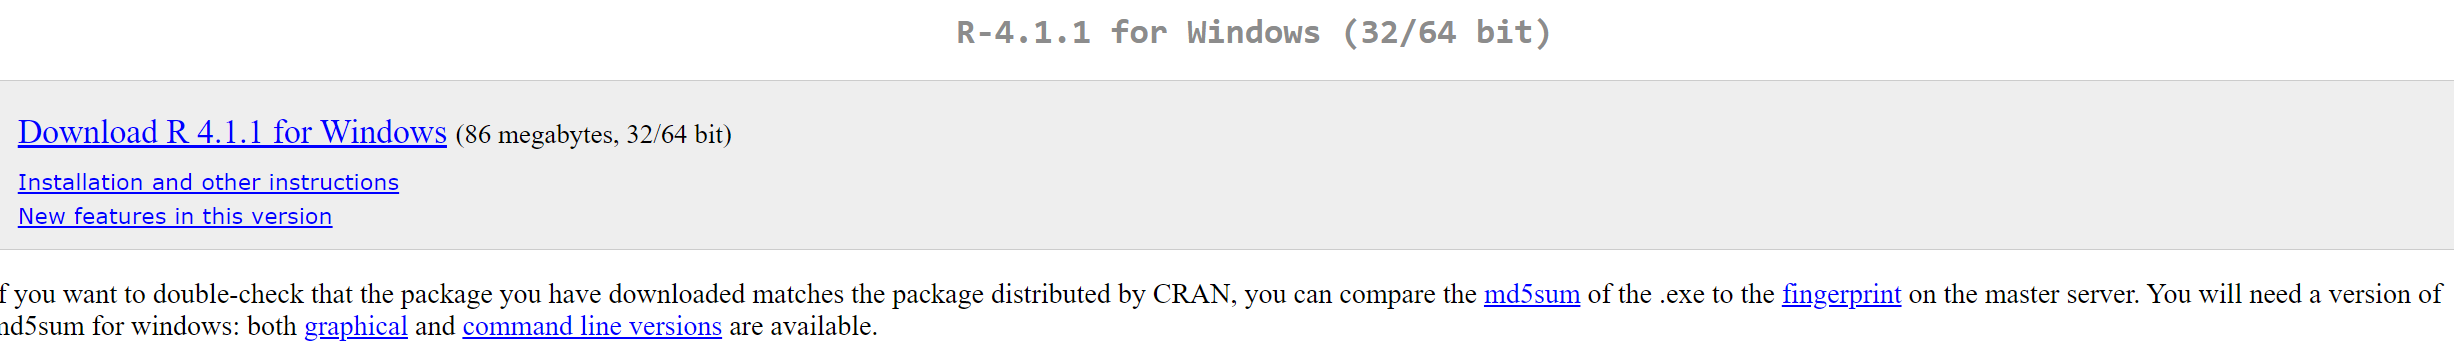 R-4.1.1 for Windows (32/64 bit)
Download R 4.1.1 for Windows (86 megabytes, 32/64 bit)
Installation and other instructions
New features in this version
f you want to double-check that the package you have downloaded matches the package distributed by CRAN, you can compare the md5sum of the .exe to the fingerprint on the master server. You will need a version of
md5sum for windows: both graphical and command line versions are available.